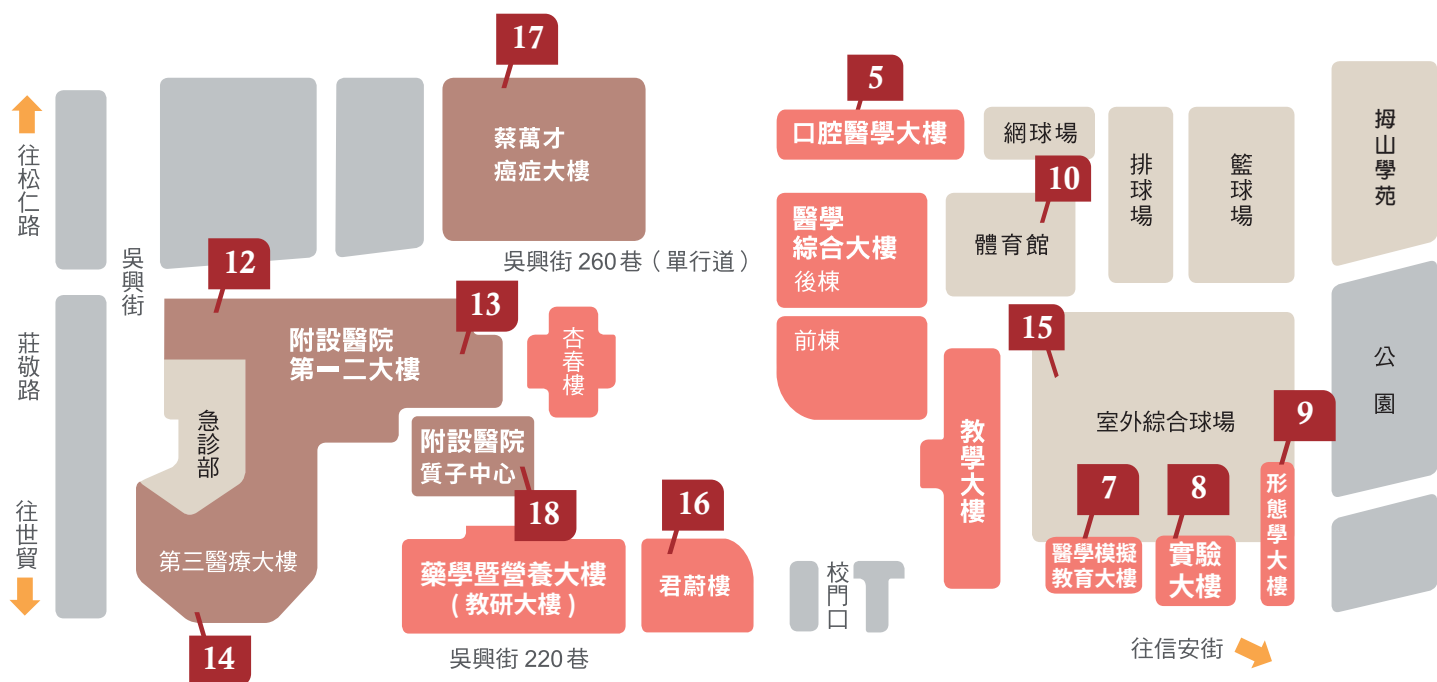 17
蔡萬才
癌症大樓
5
口腔醫學大樓
網球場
10
體育館
排球場
籃球場
拇山學苑
往松仁路
吳興街
吳興街 260 巷（單行道）
12
13
附設醫院
第一二大樓
杏春樓
醫學
綜合大樓
後棟
前棟
15
室外綜合球場
公園
莊敬路
急診部
附設醫院
質子中心
18
16
教學大樓
7
8
9
形態學大樓
往世貿
第三醫療大樓
14
藥學暨營養大樓
( 教研大樓 )
君蔚樓
校門口
醫學模擬
教育大樓
實驗
大樓
吳興街 220 巷
往信安街